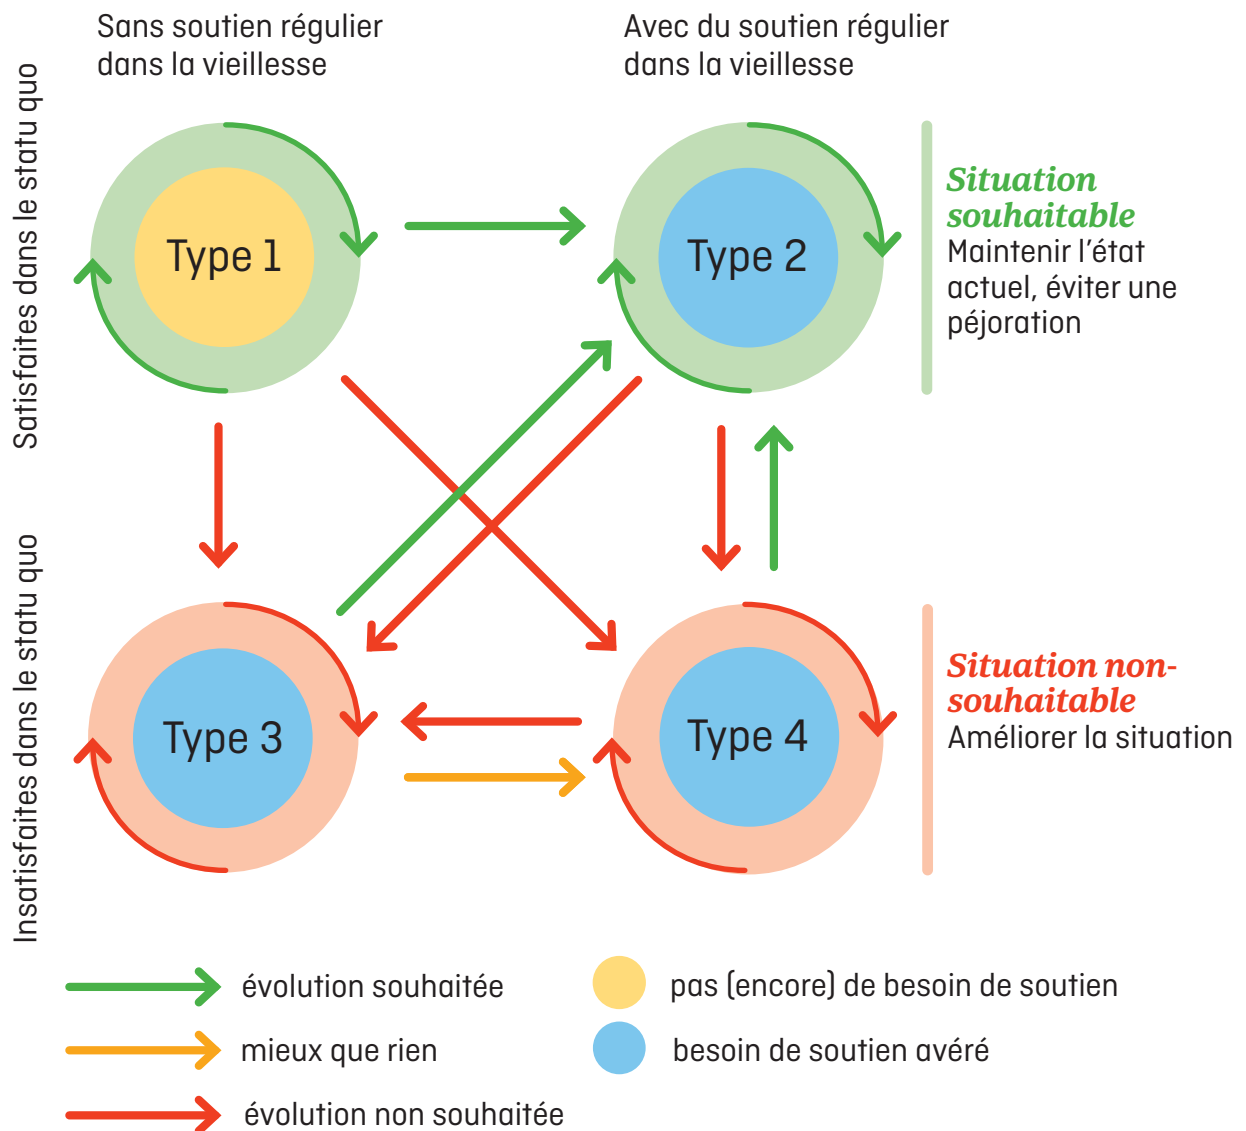 Sans soutien régulier
dans la vieillesse
Avec du soutien régulier
dans la vieillesse
Satisfaites dans le statu quo
Type 1
Type 2
Situation
souhaitable
Maintenir l'état
actuel, éviter une
péjoration
Insatisfaites dans le statu quo
Type 3
Type 4
Situation non-
souhaitable
Améliorer la situation
évolution souhaitée
pas (encore) de besoin de soutien
mieux que rien
besoin de soutien avéré
évolution non souhaitée